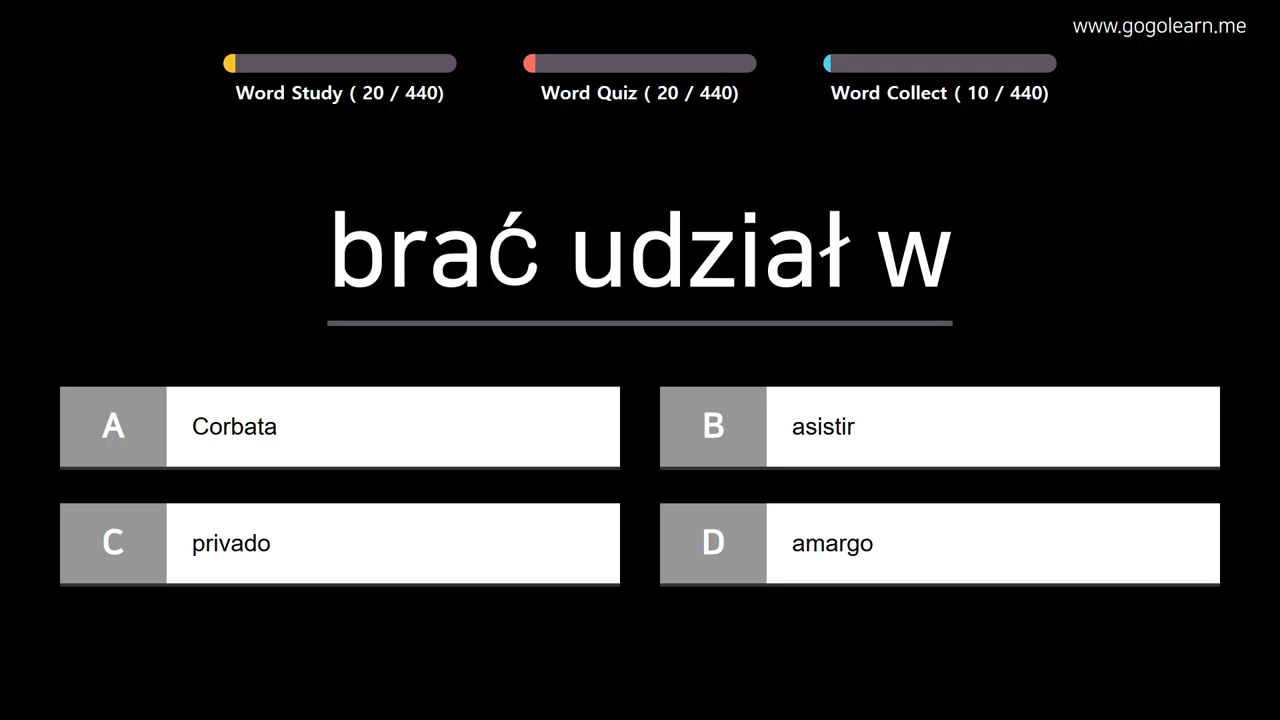 www.gogolearn.me
Word Study ( 20 / 440)
Word Quiz ( 20 / 440)
Word Collect ( 10 / 440)
brać udział w
A Corbata
B asistir
C privado
D amargo